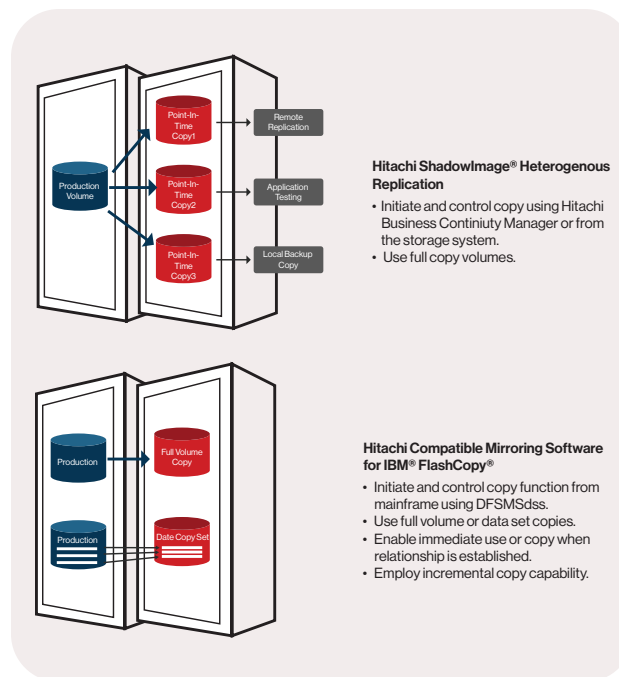 Production
Volume
Point-In-
Time
Copy1
Point-In-
Time
Copy2
Point-In-
Time
Copy3
Remote
Replication
Application
Testing
Local Backup
Copy
Hitachi ShadowImage® Heterogenous
Replication
• Initiate and control copy using Hitachi
Business Continiuty Manager or from
the storage system.
• Use full copy volumes.
Production
Full Volume
Copy
Production
Date Copy Set
Hitachi Compatible Mirroring Software
for IBM® FlashCopy®
• Initiate and control copy function from
mainframe using DFSMSdss.
• Use full volume or data set copies.
• Enable immediate use or copy when
relationship is established.
• Employ incremental copy capability.